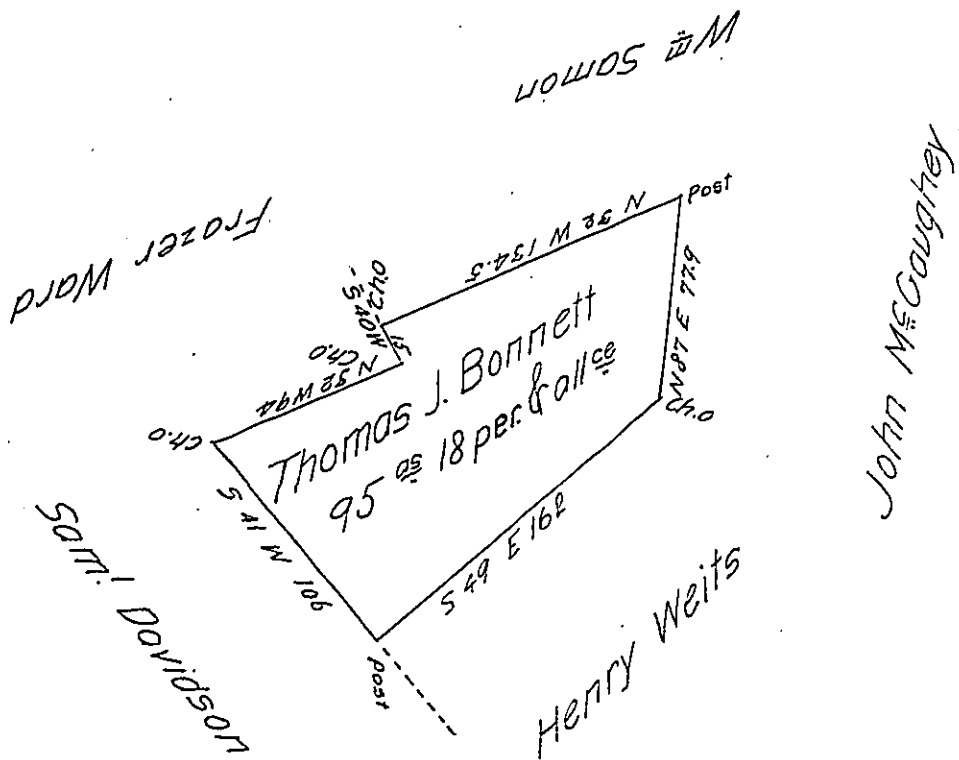 Wm Samon
Frazer Ward
John McGaughey
Post
N 32 W 134.5
Ch.O
S 40 W 15
Ch.O
N 32 W 94
Ch.O
N 87 E 77.9
Ch.O
Thomas J. Bonnett
95 as 18 per. & allce
S 41 W 106
S 49 E 162
Post
Saml Davidson
Henry Weits